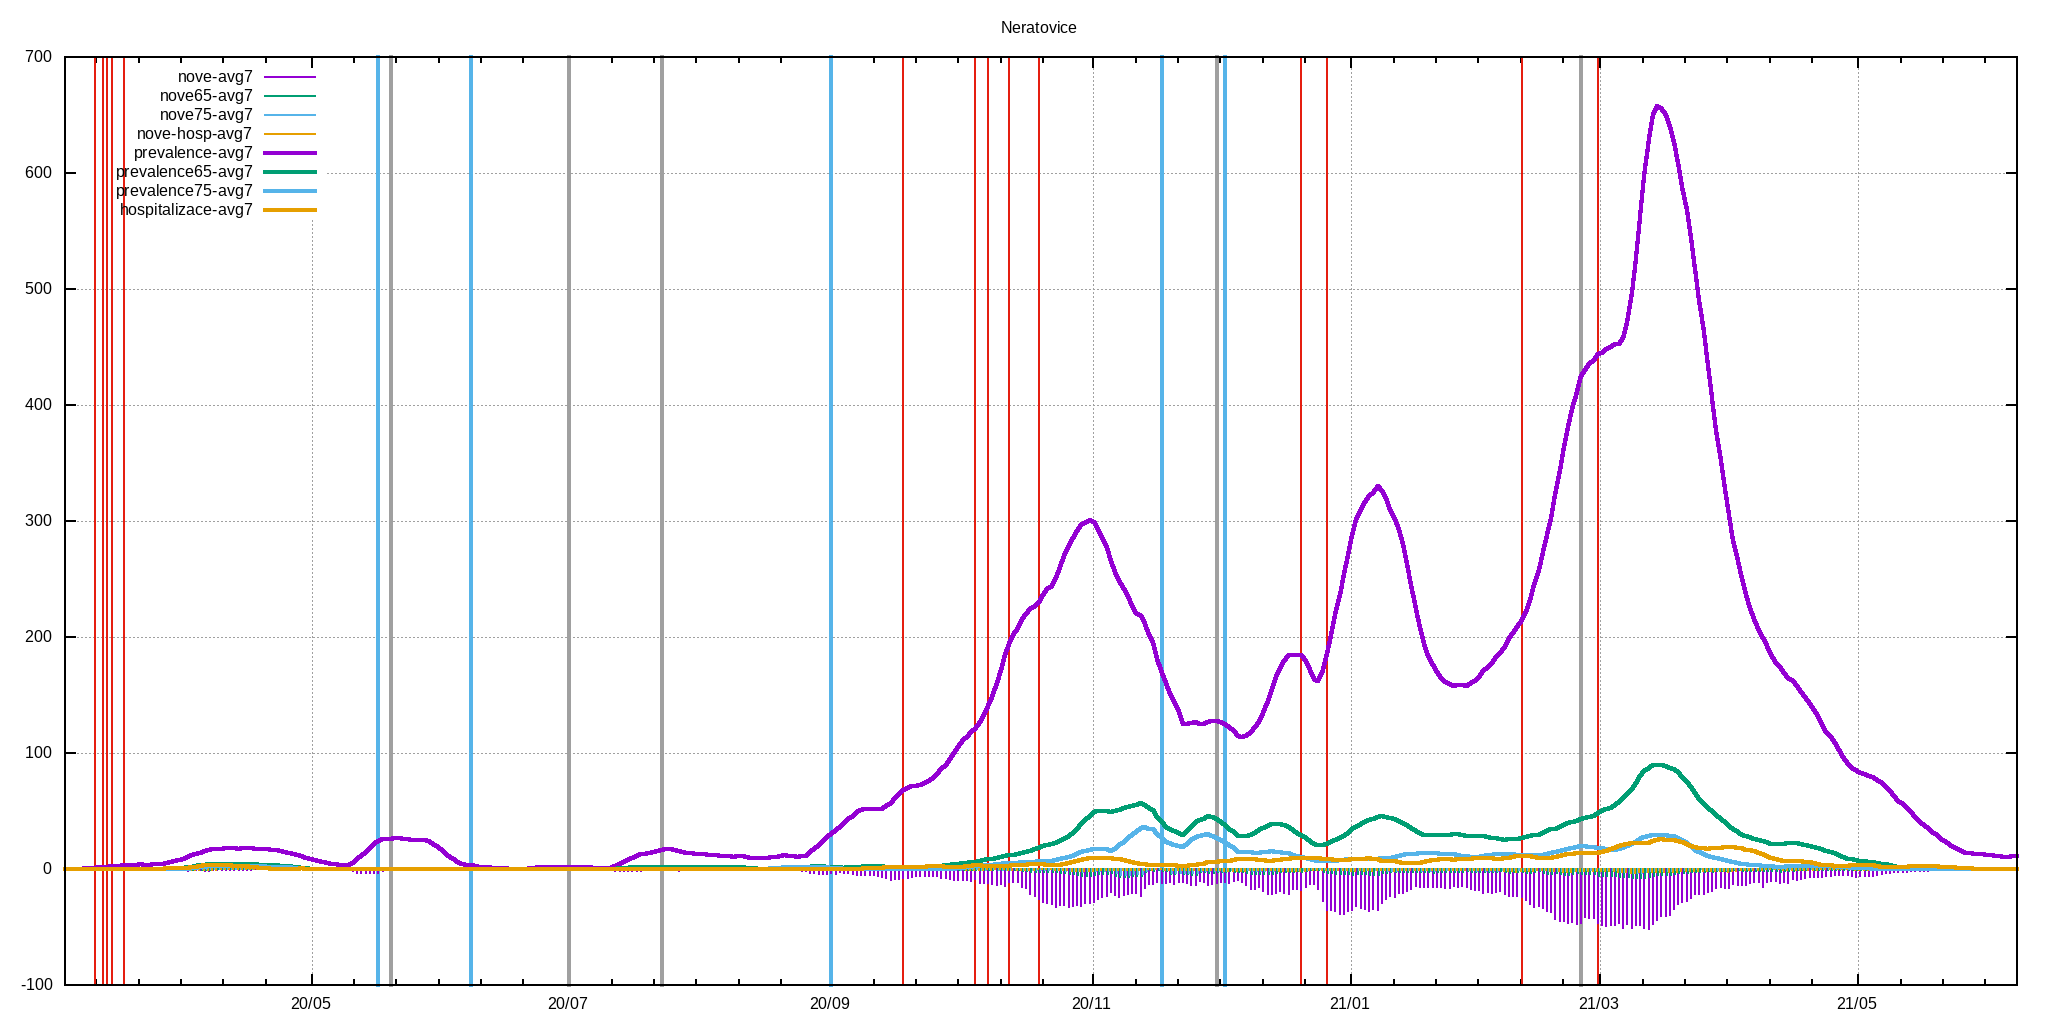 Neratovice
700
nove-avg7
nove65-avg7
nove75-avg7
nove-hosp-avg7
prevalence-avg7
prevalence65-avg7
prevalence75-avg7
hospitalizace-avg7
600
500
400
300
200
100
0
-100
20/05 20/07 20/09 20/11 21/01 21/03 21/05